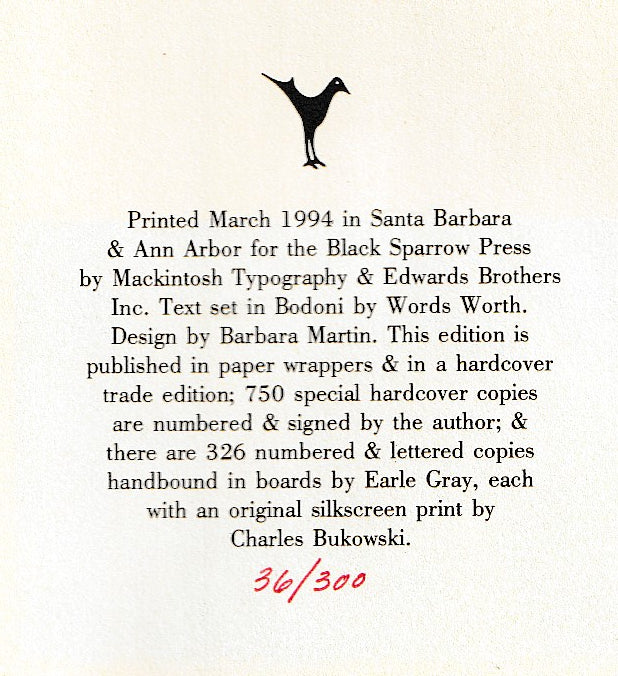 Printed March 1994 in Santa Barbara
& Ann Arbor for the Black Sparrow Press
by Mackintosh Typography & Edwards Brothers
Inc. Text set in Bodoni by Words Worth.
Design by Barbara Martin. This edition is
published in paper wrappers & in a hardcover
trade edition; 750 special hardcover copies
are numbered & signed by the author; &
there are 326 numbered & lettered copies
handbound in boards by Earle Gray, each
with an original silkscreen print by
Charles Bukowski.
36/300